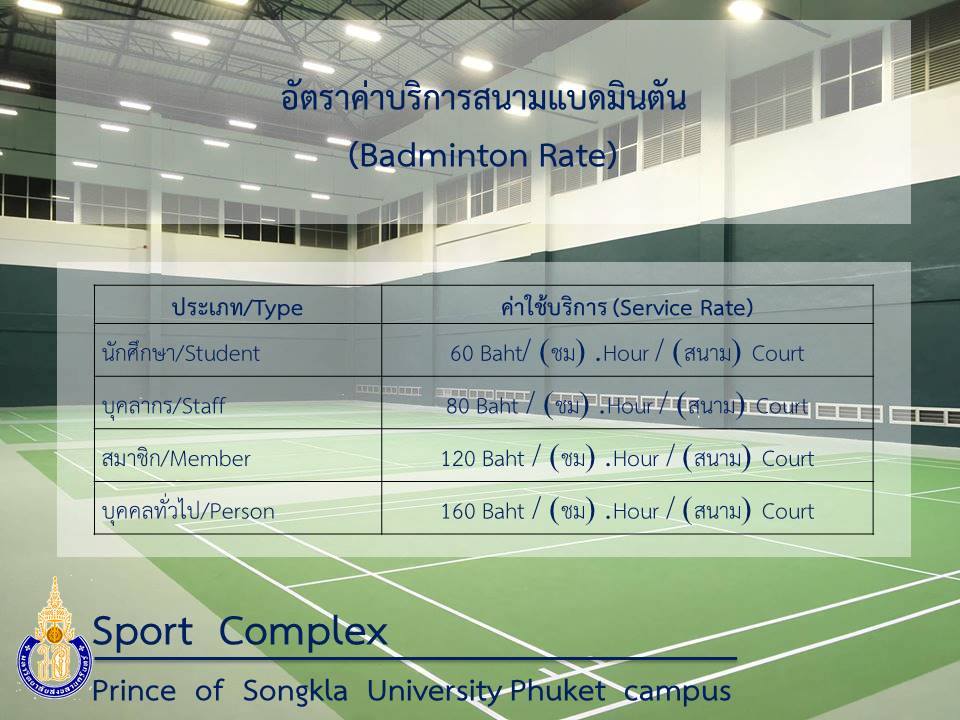 อัตราค่าบริการสนามแบดมินตัน
(Badminton Rate)
ประเภท/Type ค่าใช้บริการ (Service Rate)
นักศึกษา/Student 60 Baht/ (ชม) .Hour / (สนาม) Court
บุคลากร/Staff 80 Baht / (ชม) .Hour / (สนาม) Court
สมาชิก/Member 120 Baht / (ชม) .Hour / (สนาม) Court
บุคคลทั่วไป/Person 160 Baht / (ชม) .Hour / (สนาม) Court
Sport Complex
Prince of Songkla University Phuket campus